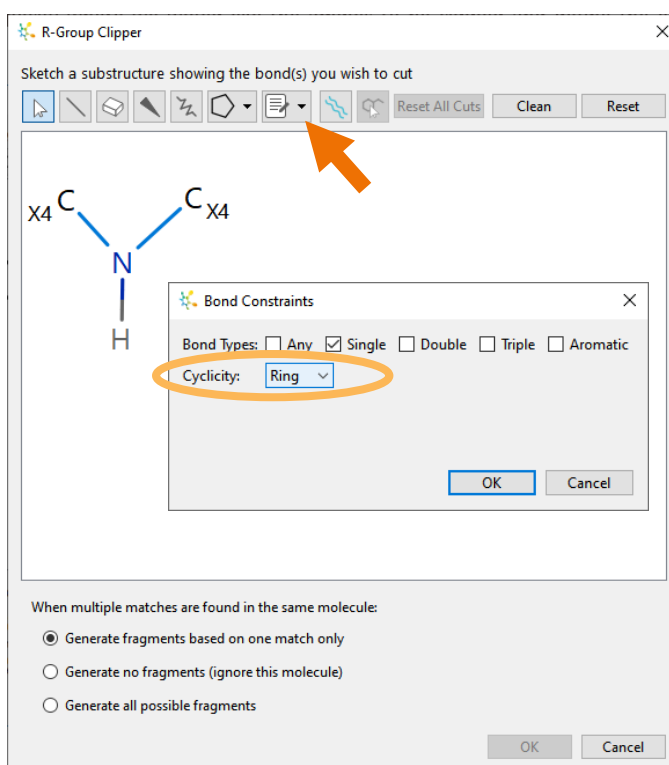 R-Group Clipper
Sketch a substructure showing the bond(s) you wish to cut
Reset All Cuts Clean Reset
X4 C C X4
N
H
Bond Constraints
Bond Types: Any Single Double Triple Aromatic
Cyclicity: Ring
OK Cancel
When multiple matches are found in the same molecule:
Generate fragments based on one match only
Generate no fragments (ignore this molecule)
Generate all possible fragments
OK Cancel